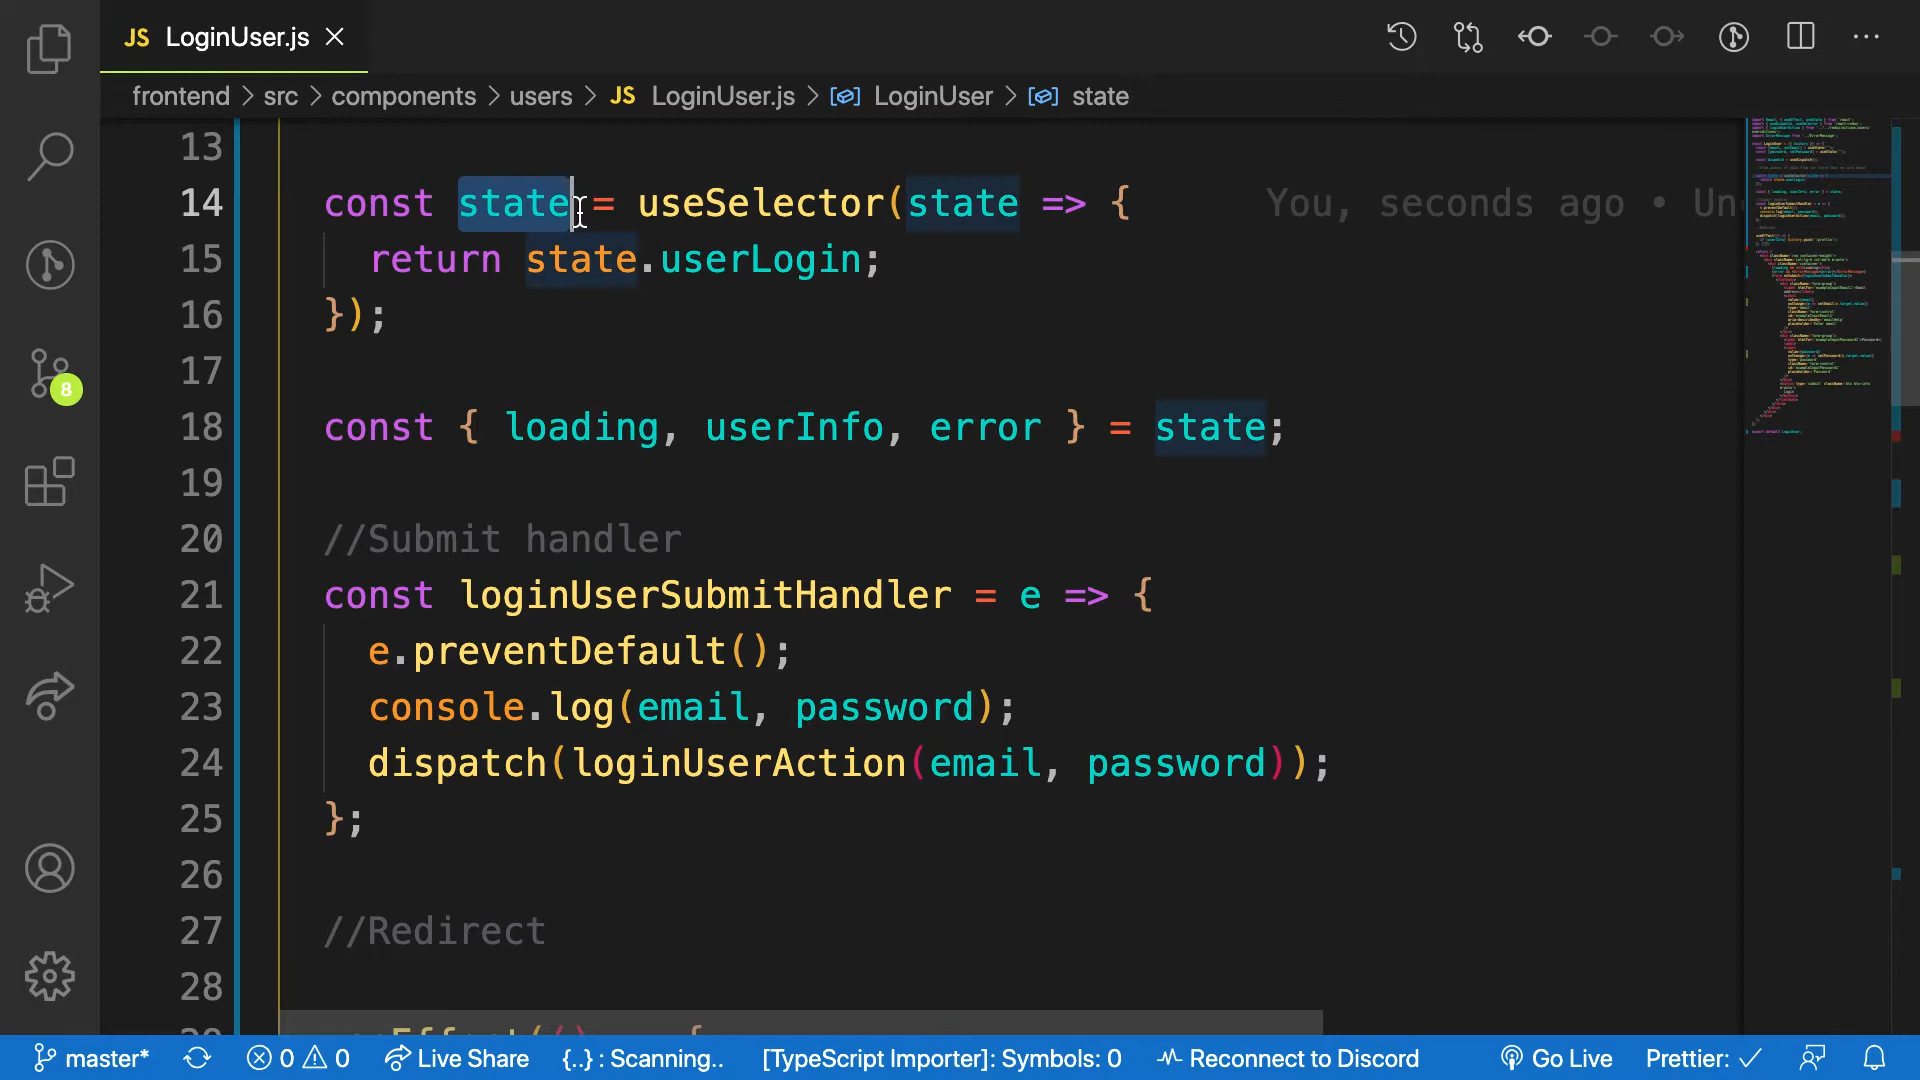 JS LoginUser.js
frontend > src > components > users > JS LoginUser.js > LoginUser > state
13
14 const state = useSelector(state => { You, seconds ago • Un
15 return state.userLogin;
16 });
17
18 const { loading, userInfo, error } = state;
19
20 //Submit handler
21 const loginUserSubmitHandler = e => {
22 e.preventDefault();
23 console.log(email, password);
24 dispatch(loginUserAction(email, password));
25 };
26
27 //Redirect
28
8
master* 0 0 Live Share {..} : Scanning.. [TypeScript Importer]: Symbols: 0 Reconnect to Discord Go Live Prettier: ✓